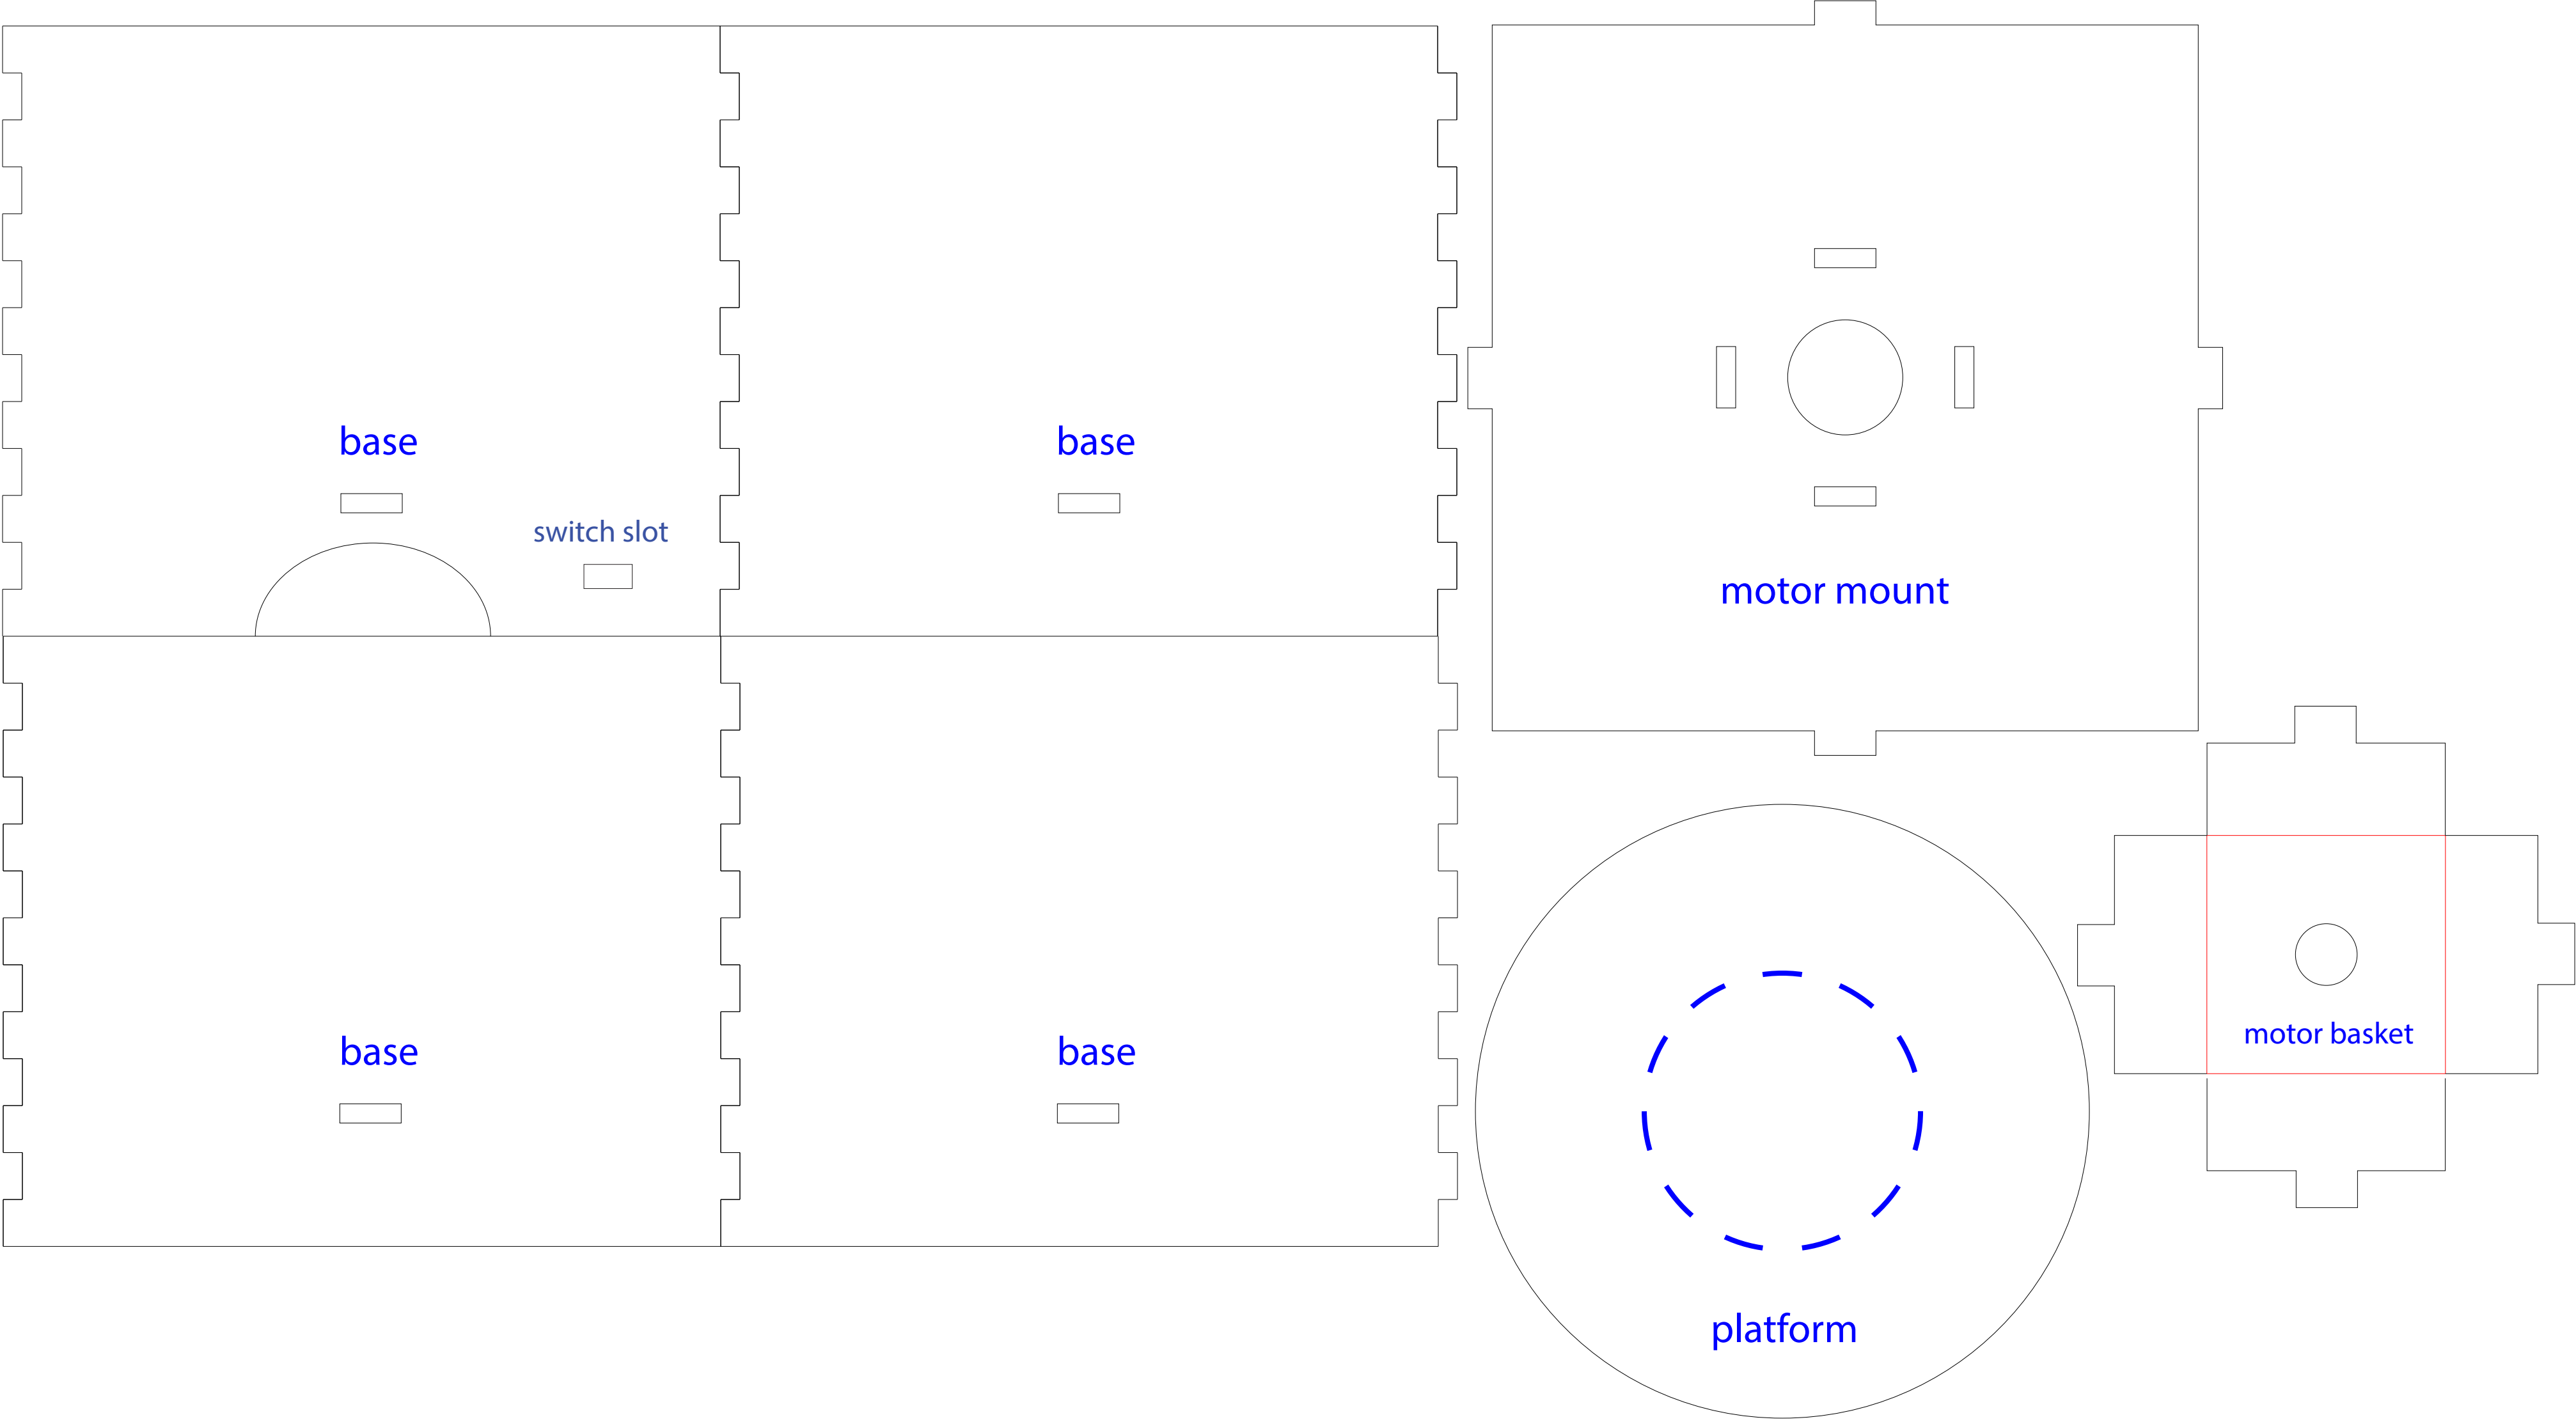 base
base
switch slot
motor mount
base
base
motor basket
platform